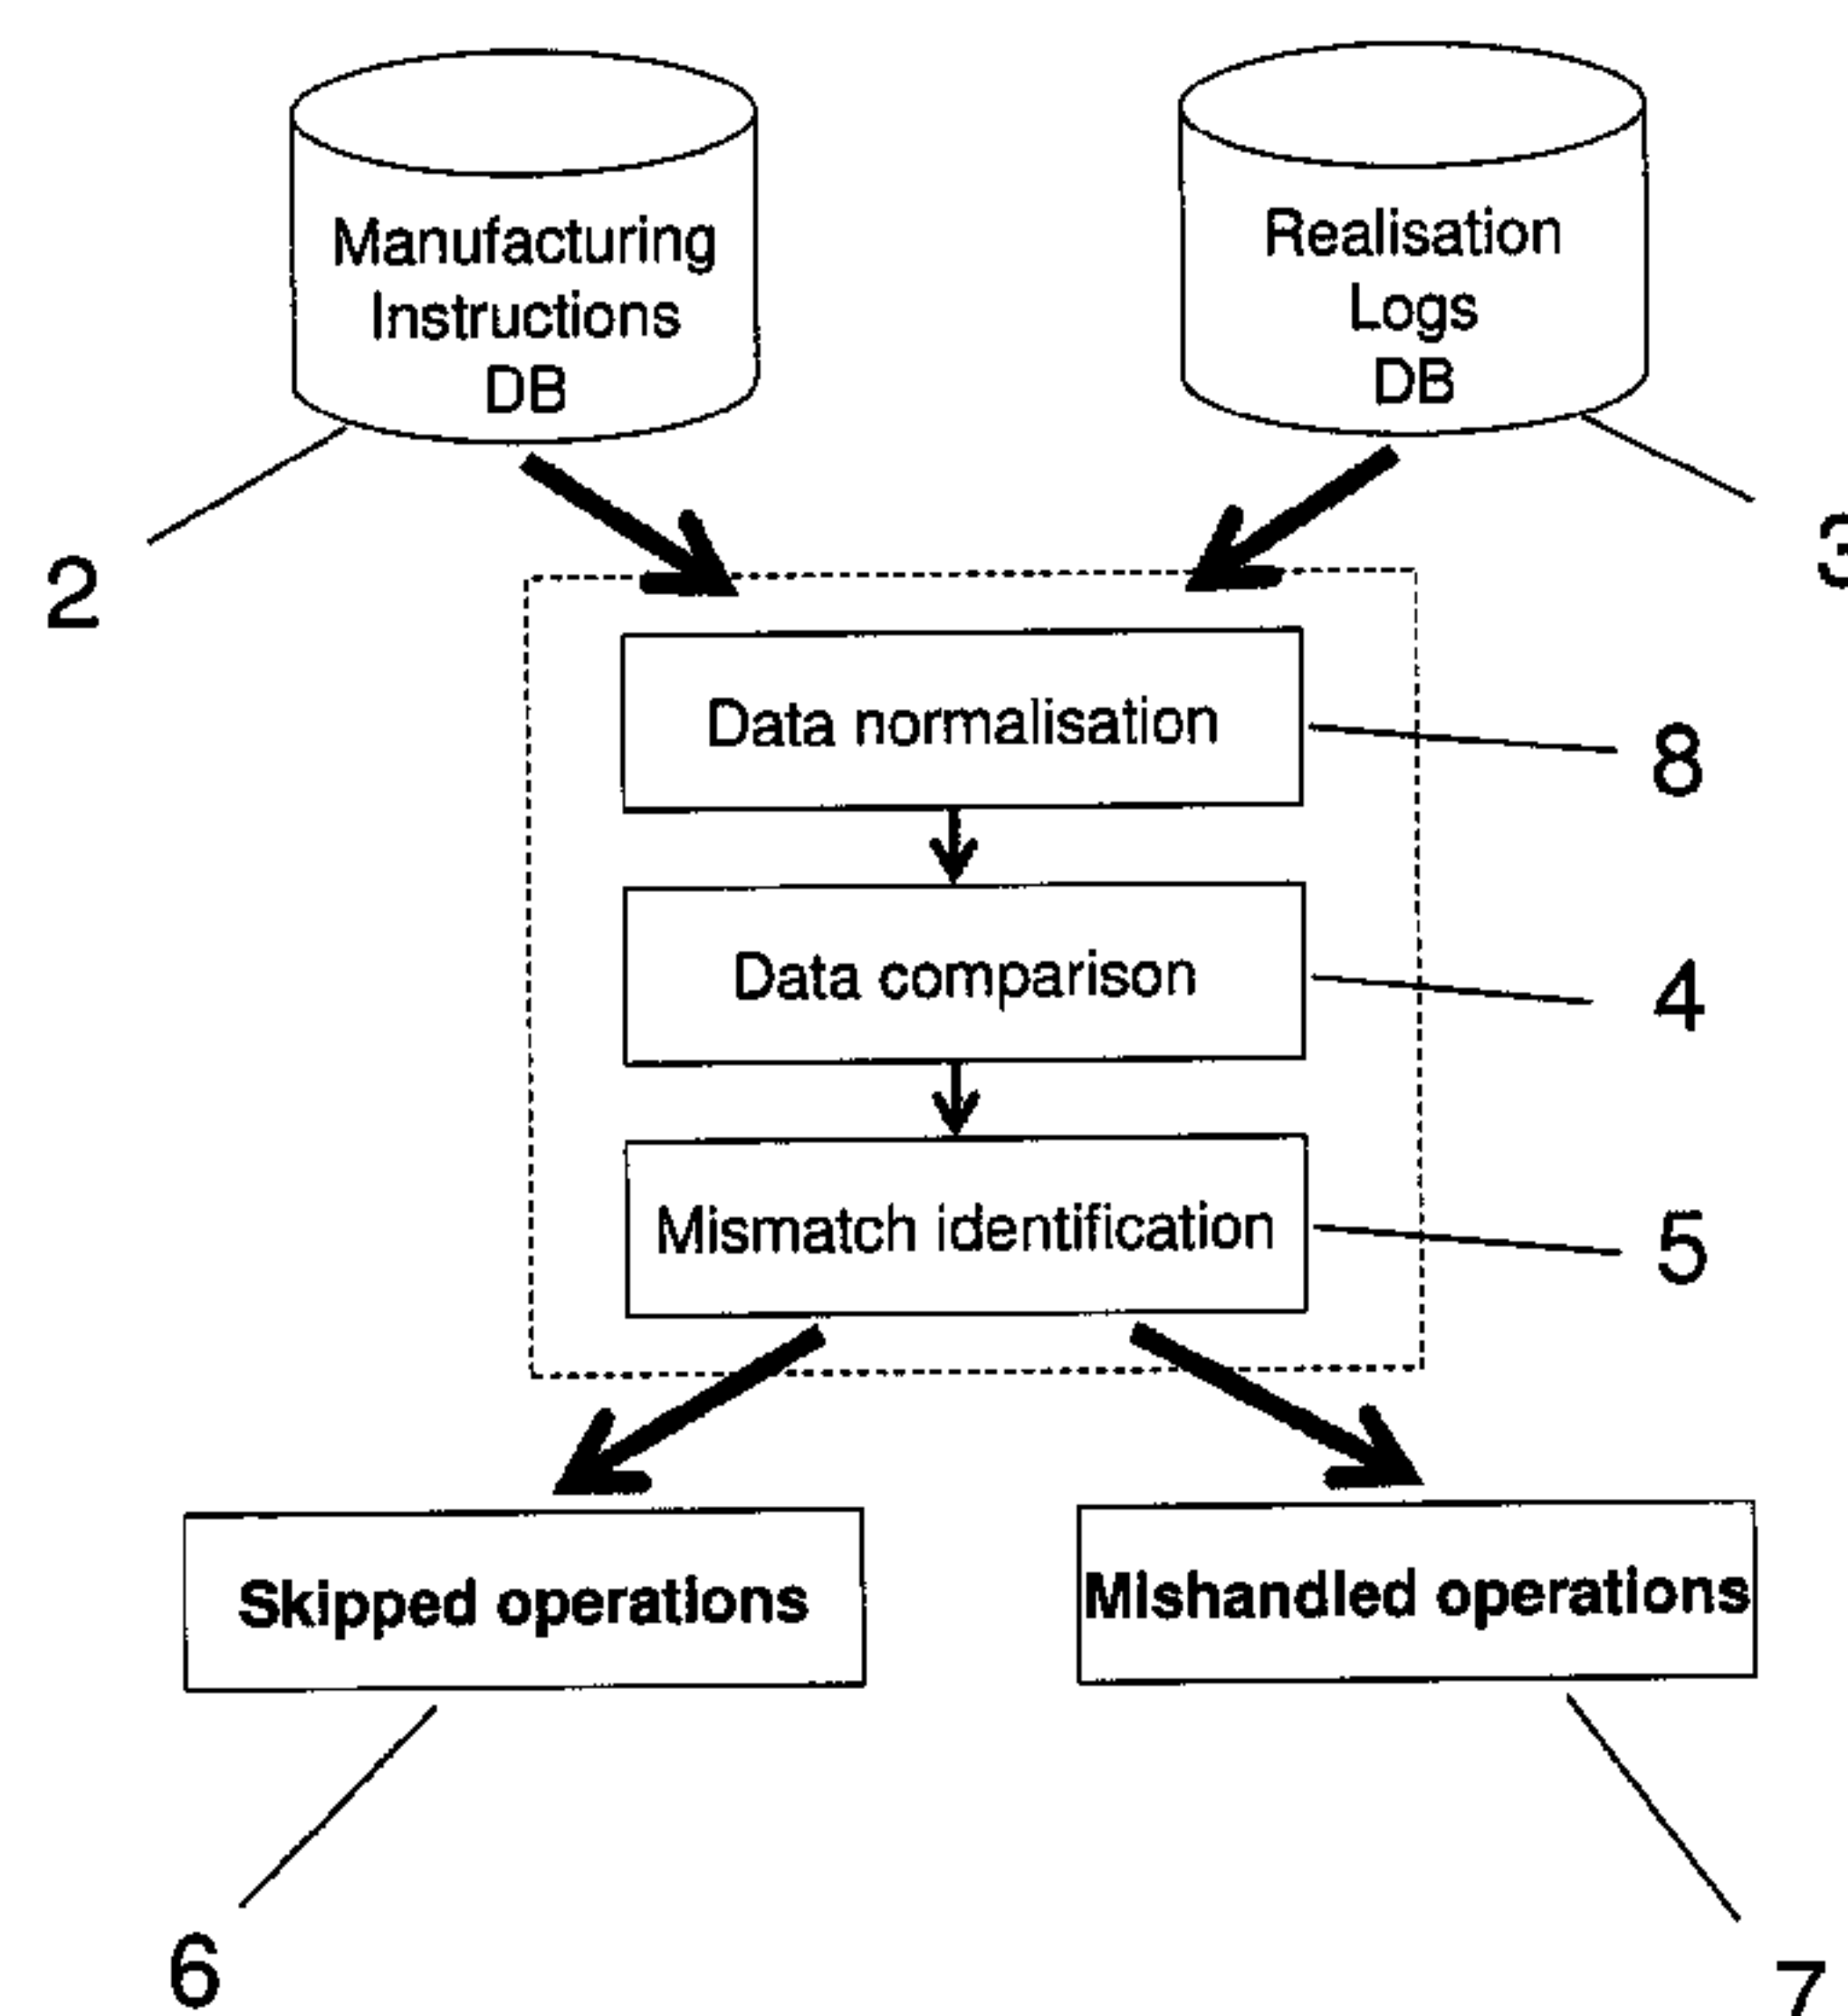 Manufacturing
Instructions
DB
Realisation
Logs
DB
2
3
Data normalisation
8
Data comparison
4
Mismatch identification
5
Skipped operations
Mishandled operations
6
7